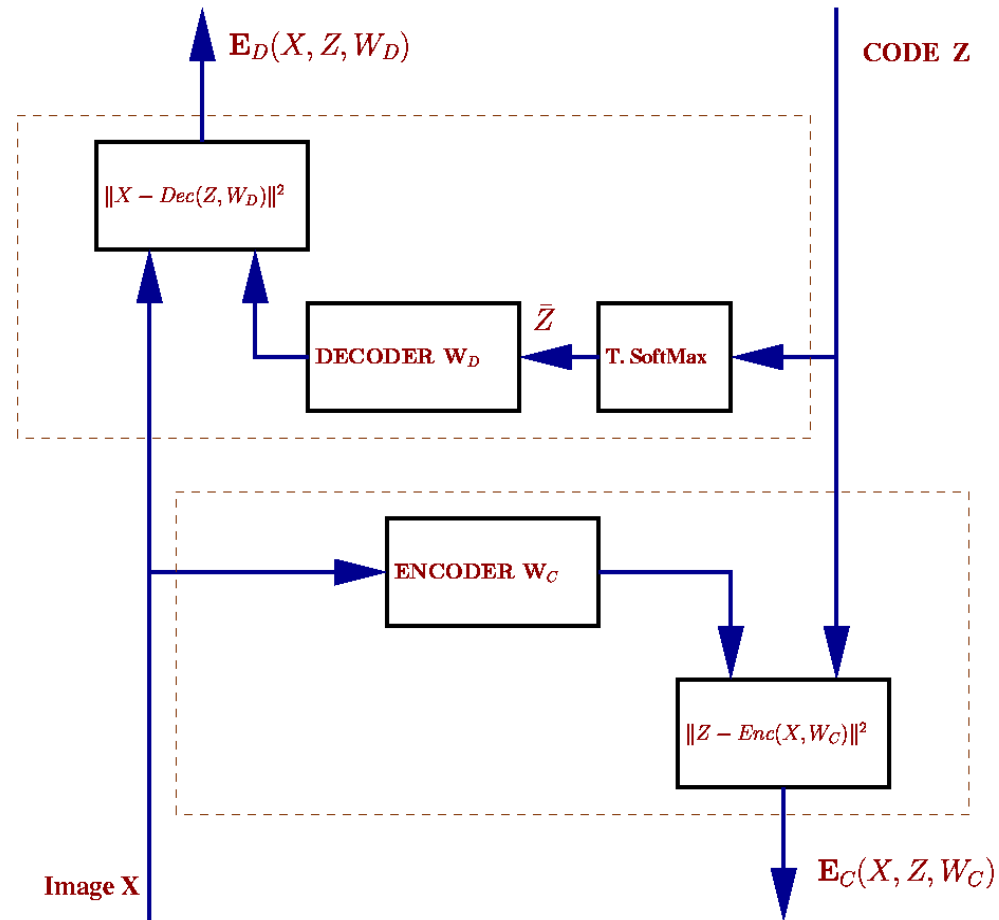 E_D(X, Z, W_D)
CODE Z
‖X − Dec(Z, W_D)‖²
Z̄
DECODER W_D
T. SoftMax
ENCODER W_C
‖Z − Enc(X, W_C)‖²
E_C(X, Z, W_C)
Image X